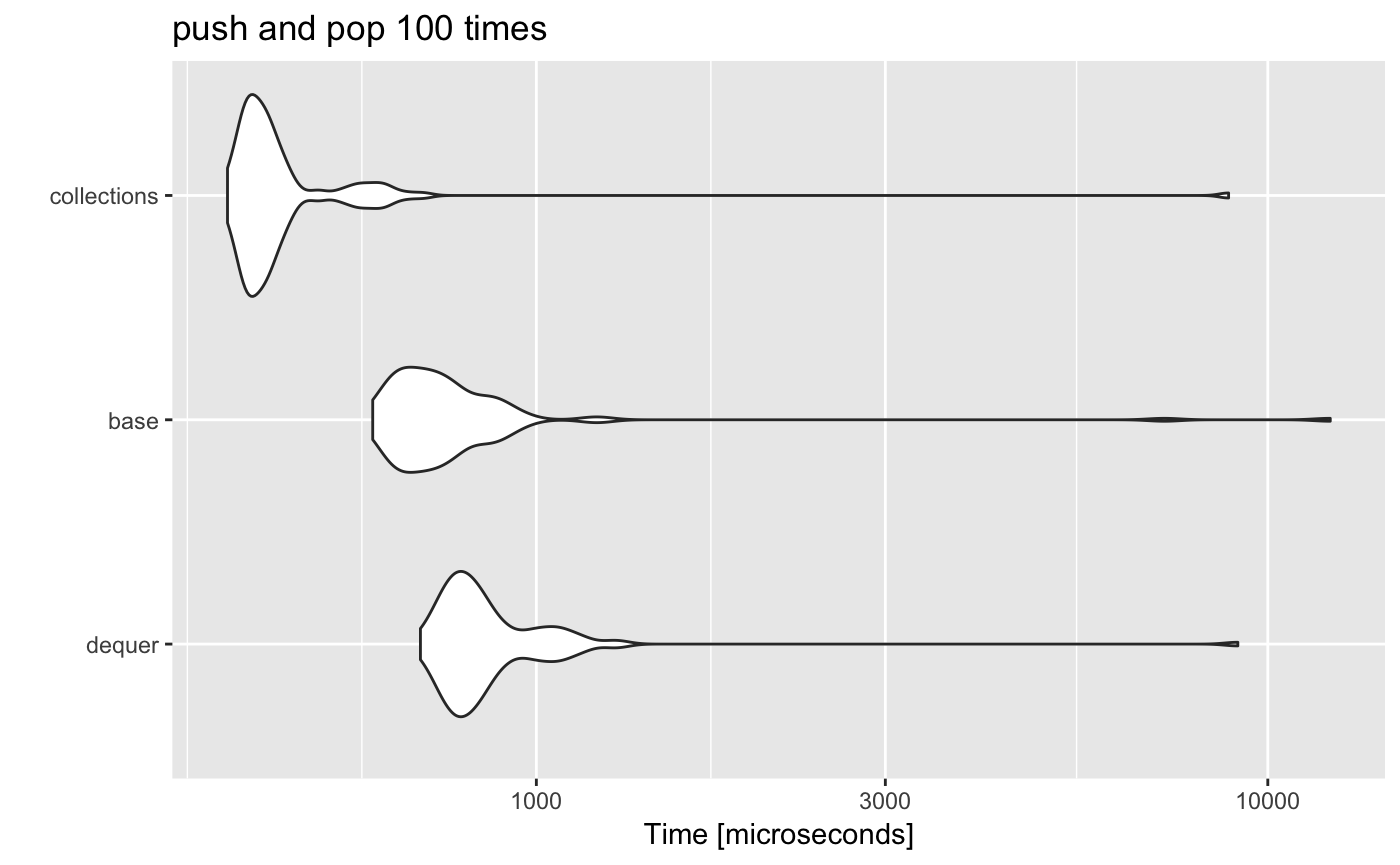 push and pop 100 times
collections
base
dequer
1000 3000 10000
Time [microseconds]